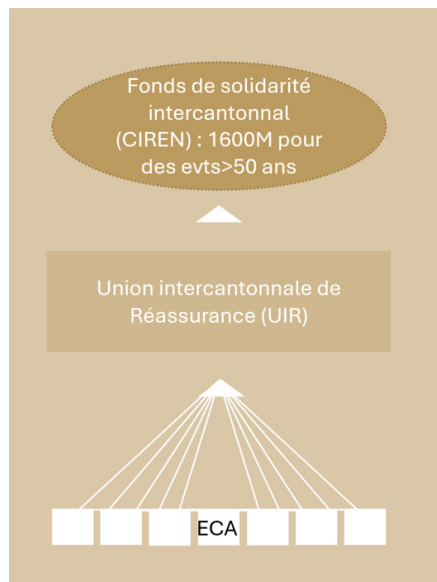 Fonds de solidarité
intercantonnal
(CIREN) : 1600M pour
des evts>50 ans
Union intercantonnale de
Réassurance (UIR)
ECA